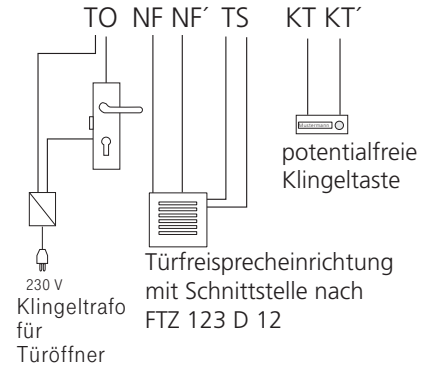 TO NF NF´ TS KT KT´
Mustermann
potentialfreie
Klingeltaste
Türfreisprecheinrichtung
mit Schnittstelle nach
FTZ 123 D 12
230 V
Klingeltrafo
für
Türöffner